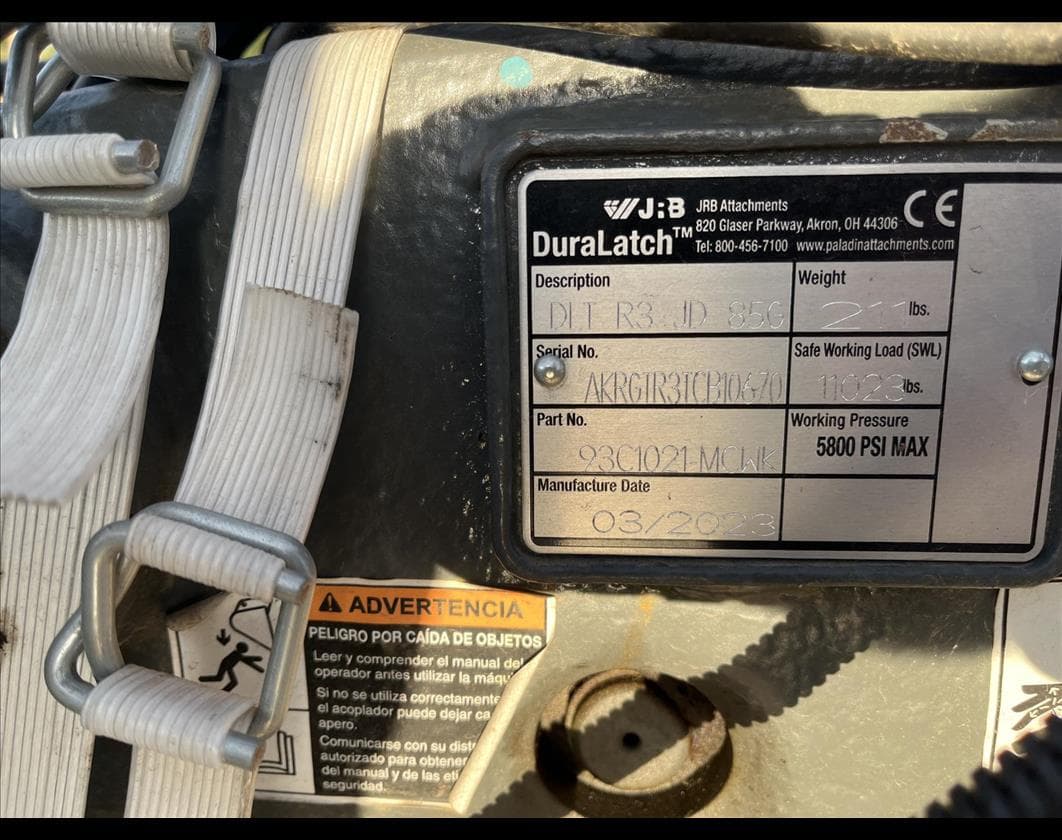 JRB JRB Attachments
820 Glaser Parkway, Akron, OH 44306 CE
DuraLatch™ Tel: 800-456-7100 www.paladinattachments.com
Description
DLT R3 JD 85G
Weight
211 lbs.
Serial No.
AKRGTR3TCB10670
Safe Working Load (SWL)
11023 lbs.
Part No.
93C1021-MCWK
Working Pressure
5800 PSI MAX
Manufacture Date
03/2023
ADVERTENCIA
PELIGRO POR CAÍDA DE OBJETOS
Leer y comprender el manual del
operador antes utilizar la máqu
Si no se utiliza correctamente
el acoplador puede dejar ca
apero.
Comunicarse con su dist
autorizado para obtener
del manual y de las eti
seguridad.